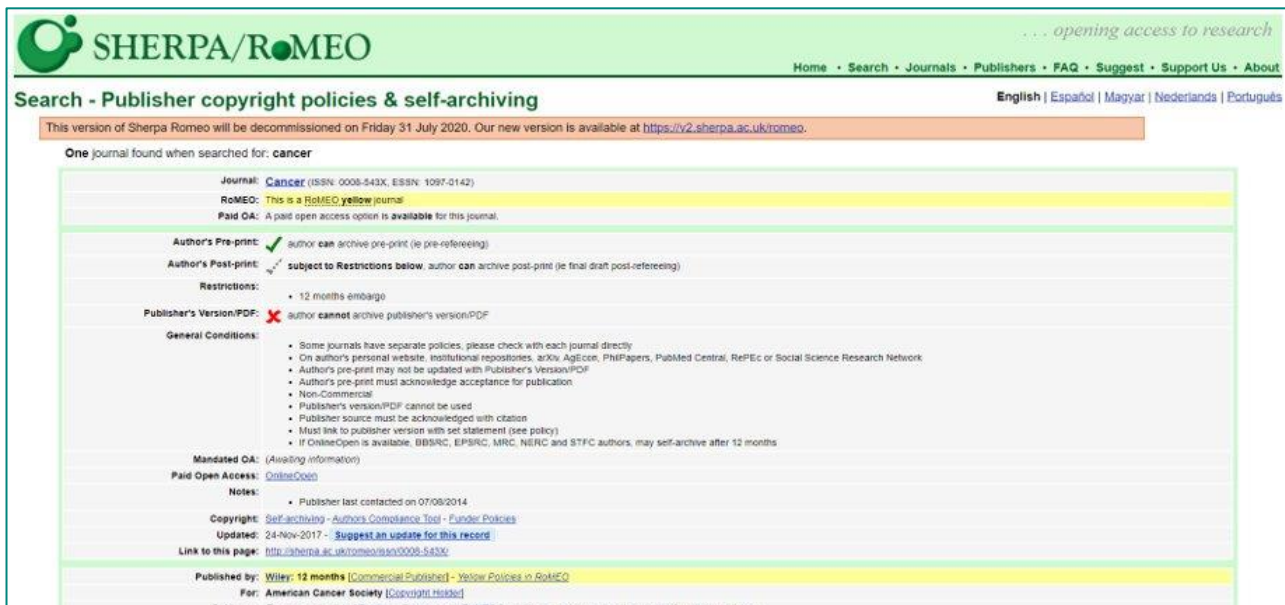 SHERPA/RoMEO
. . . opening access to research
Home • Search • Journals • Publishers • FAQ • Suggest • Support Us • About
Search - Publisher copyright policies & self-archiving
English | Español | Magyar | Nederlands | Português
This version of Sherpa Romeo will be decommissioned on Friday 31 July 2020. Our new version is available at https://v2.sherpa.ac.uk/romeo.
One journal found when searched for: cancer
Journal: Cancer (ISSN: 0008-543X, ESSN: 1097-0142)
RoMEO: This is a RoMEO yellow journal
Paid OA: A paid open access option is available for this journal.
Author's Pre-print: author can archive pre-print (ie pre-refereeing)
Author's Post-print: subject to Restrictions below, author can archive post-print (ie final draft post-refereeing)
Restrictions:
• 12 months embargo
Publisher's Version/PDF: author cannot archive publisher's version/PDF
General Conditions:
• Some journals have separate policies, please check with each journal directly
• On author's personal website, institutional repositories, arXiv, AgEcon, PhilPapers, PubMed Central, RePEc or Social Science Research Network
• Author's pre-print may not be updated with Publisher's Version/PDF
• Author's pre-print must acknowledge acceptance for publication
• Non-Commercial
• Publisher's version/PDF cannot be used
• Publisher source must be acknowledged with citation
• Must link to publisher version with set statement (see policy)
• If OnlineOpen is available, BBSRC, EPSRC, MRC, NERC and STFC authors, may self-archive after 12 months
Mandated OA: (Awaiting information)
Paid Open Access: OnlineOpen
Notes:
• Publisher last contacted on 07/08/2014
Copyright: Self-archiving - Authors Compliance Tool - Funder Policies
Updated: 24-Nov-2017 - Suggest an update for this record
Link to this page: http://sherpa.ac.uk/romeo/issn/0008-543X/
Published by: Wiley: 12 months [Commercial Publisher] - Yellow Policies in RoMEO
For: American Cancer Society [Copyright Holder]